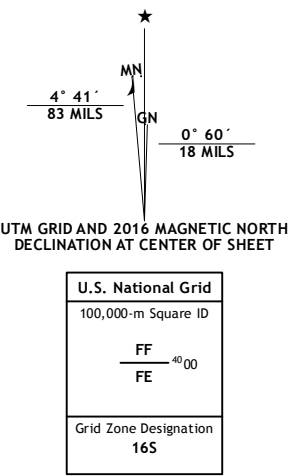 ★
MN
4° 41´
83 MILS
GN
0° 60´
18 MILS
UTM GRID AND 2016 MAGNETIC NORTH
DECLINATION AT CENTER OF SHEET
U.S. National Grid
100,000-m Square ID
FF
4000
FE
Grid Zone Designation
16S